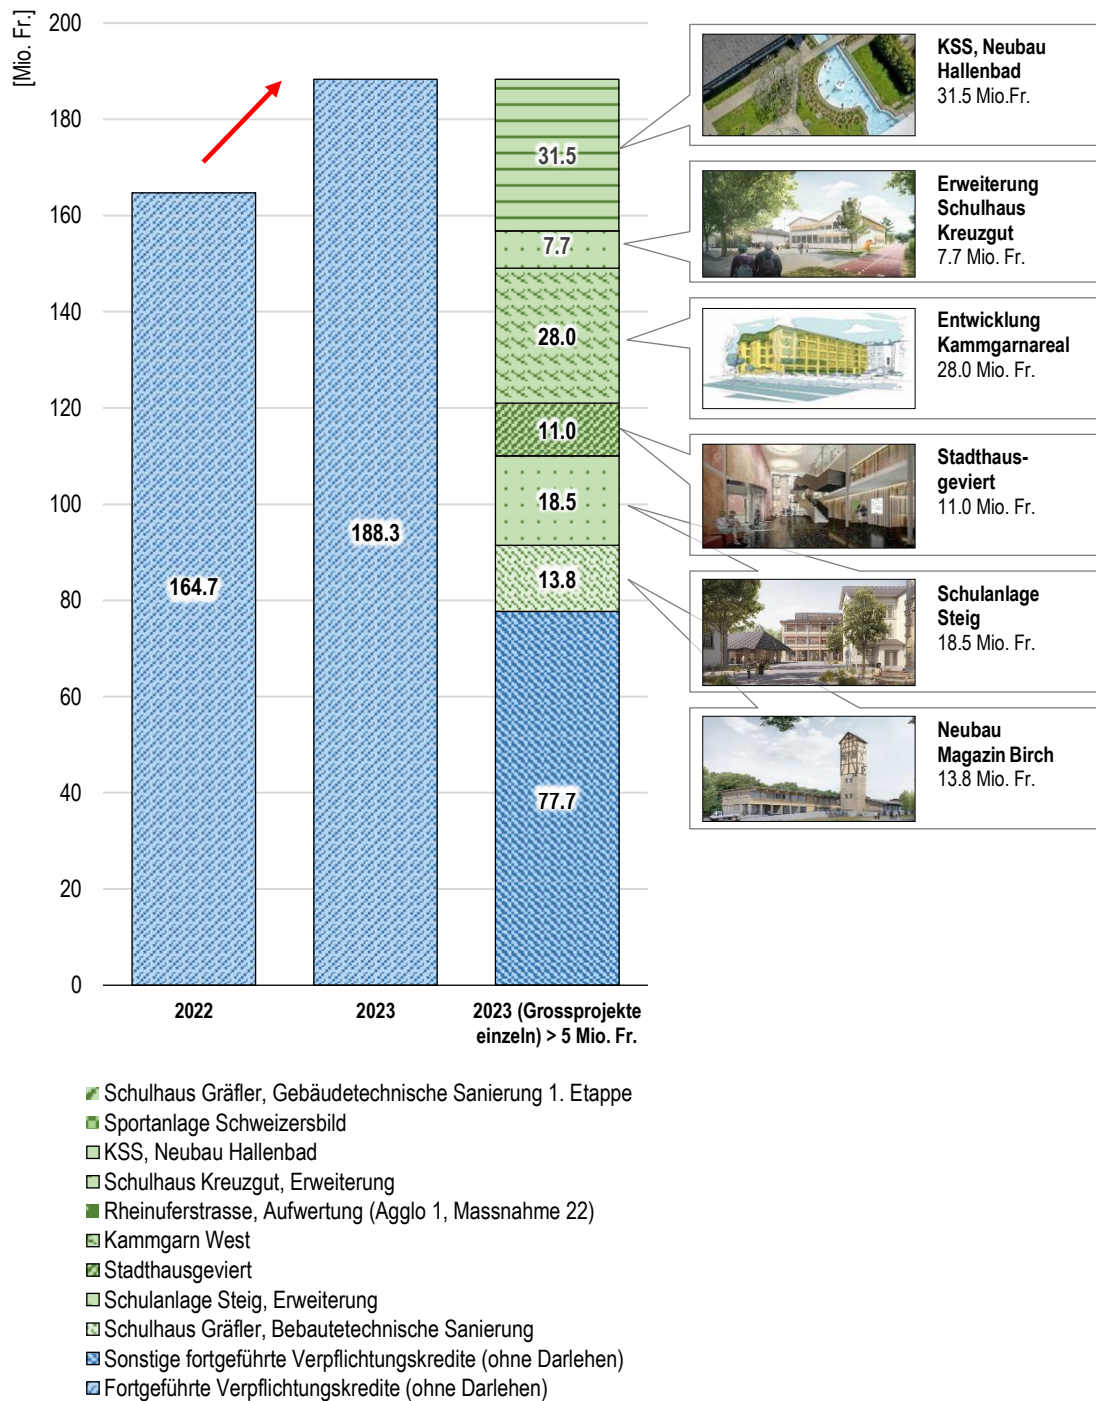 [Mio. Fr.]
200
180
160
140
120
100
80
60
40
20
0
164.7
188.3
31.5
7.7
28.0
11.0
18.5
13.8
77.7
2022
2023
2023 (Grossprojekte
einzeln) > 5 Mio. Fr.
KSS, Neubau
Hallenbad
31.5 Mio.Fr.
Erweiterung
Schulhaus
Kreuzgut
7.7 Mio. Fr.
Entwicklung
Kammgarnareal
28.0 Mio. Fr.
Stadthaus-
geviert
11.0 Mio. Fr.
Schulanlage
Steig
18.5 Mio. Fr.
Neubau
Magazin Birch
13.8 Mio. Fr.
Schulhaus Gräfler, Gebäudetechnische Sanierung 1. Etappe
Sportanlage Schweizersbild
KSS, Neubau Hallenbad
Schulhaus Kreuzgut, Erweiterung
Rheinuferstrasse, Aufwertung (Agglo 1, Massnahme 22)
Kammgarn West
Stadthausgeviert
Schulanlage Steig, Erweiterung
Schulhaus Gräfler, Bebautetechnische Sanierung
Sonstige fortgeführte Verpflichtungskredite (ohne Darlehen)
Fortgeführte Verpflichtungskredite (ohne Darlehen)